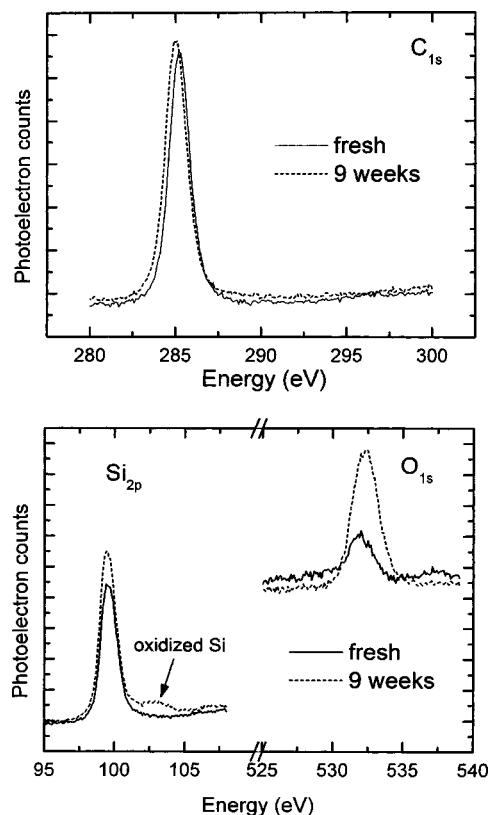 C1s
Photoelectron counts
fresh
9 weeks
280 285 290 295 300
Energy (eV)
Si2p
O1s
Photoelectron counts
oxidized Si
fresh
9 weeks
95 100 105 525 530 535 540
Energy (eV)